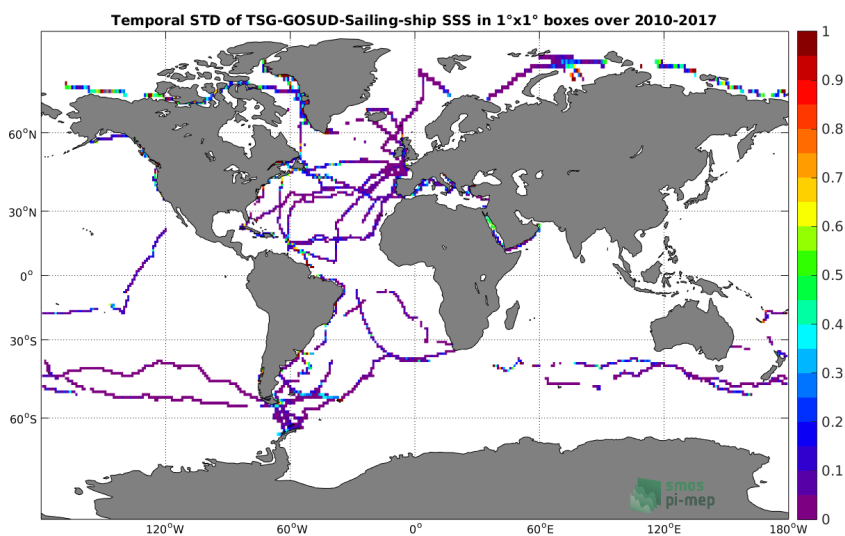 Temporal STD of TSG-GOSUD-Sailing-ship SSS in 1°x1° boxes over 2010-2017
60°N
30°N
0°
30°S
60°S
120°W
60°W
0°
60°E
120°E
180°W
1
0.9
0.8
0.7
0.6
0.5
0.4
0.3
0.2
0.1
0
smos
pi-mep